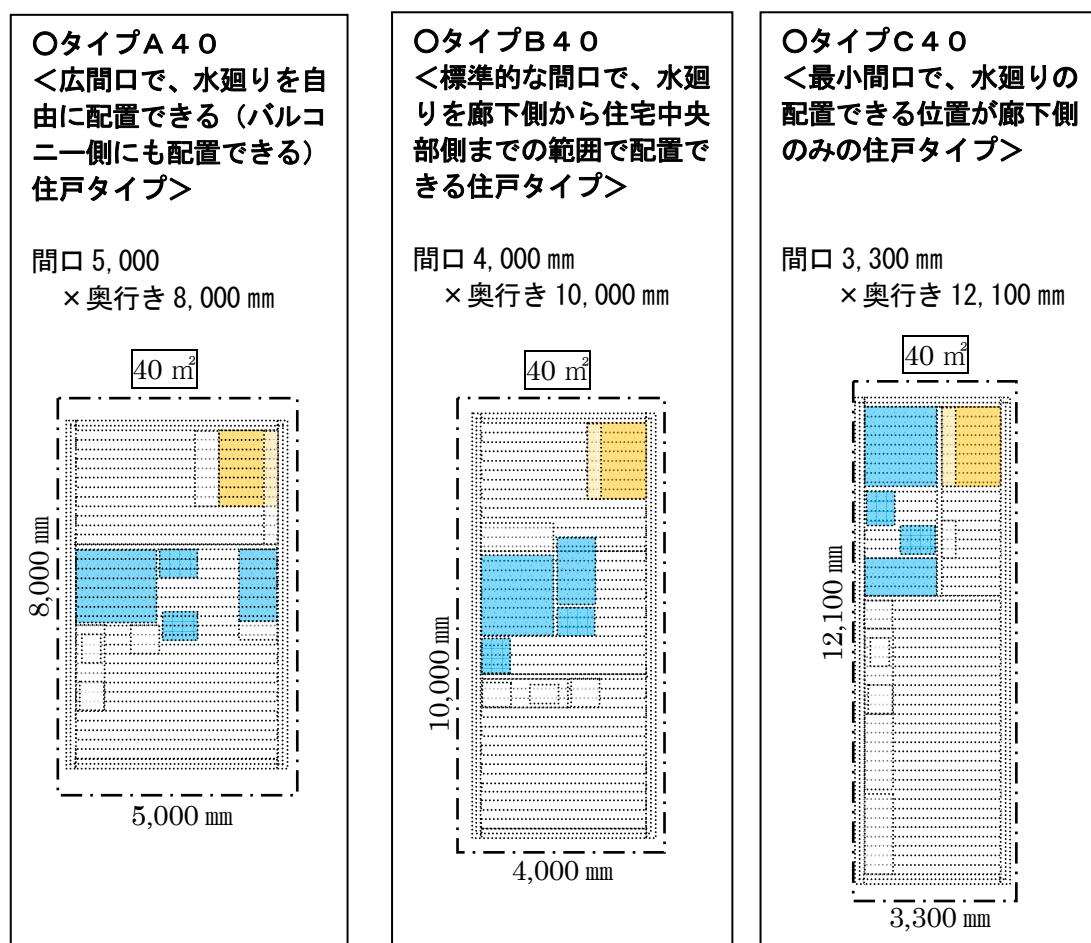 ○タイプA40
<広間口で、水廻りを自
由に配置できる(バルコ
ニー側にも配置できる)
住戸タイプ>
間口 5,000
×奥行き 8,000 ㎜
40 ㎡
8,000 ㎜
5,000 ㎜
○タイプB40
<標準的な間口で、水廻
りを廊下側から住宅中央
部側までの範囲で配置で
きる住戸タイプ>
間口 4,000 ㎜
×奥行き 10,000 ㎜
40 ㎡
10,000 ㎜
4,000 ㎜
○タイプC40
<最小間口で、水廻りの
配置できる位置が廊下側
のみの住戸タイプ>
間口 3,300 ㎜
×奥行き 12,100 ㎜
40 ㎡
12,100 ㎜
3,300 ㎜